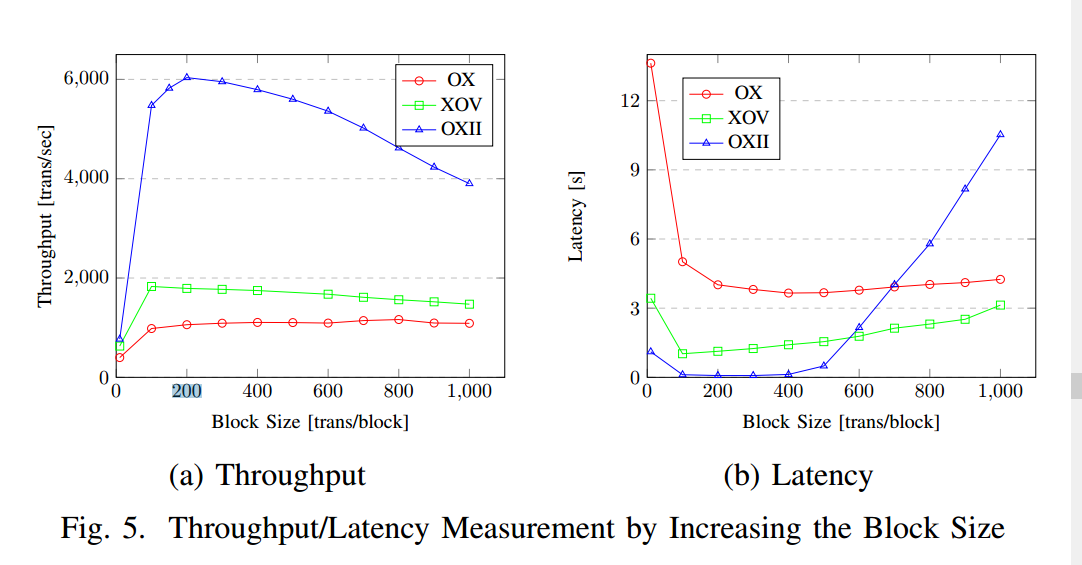 6,000
4,000
2,000
0
Throughput [trans/sec]
OX
XOV
OXII
0 200 400 600 800 1,000
Block Size [trans/block]
(a) Throughput
12
9
6
3
0
Latency [s]
OX
XOV
OXII
0 200 400 600 800 1,000
Block Size [trans/block]
(b) Latency
Fig. 5. Throughput/Latency Measurement by Increasing the Block Size